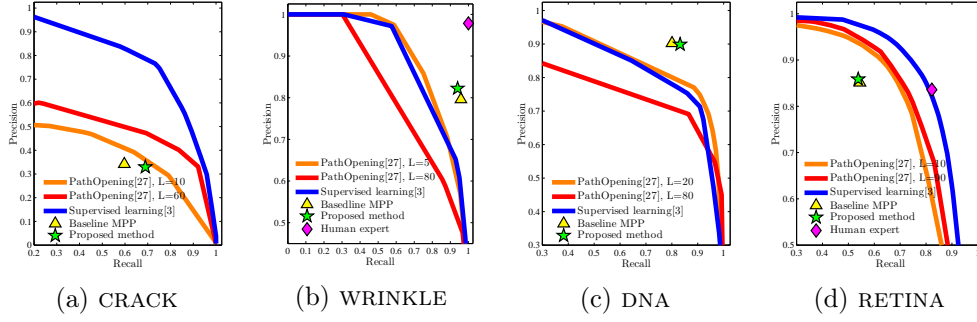 1
0.9
0.8
0.7
0.6
0.5
0.4
0.3
0.2
0.1
0
Precision
PathOpening[27], L=10
PathOpening[27], L=60
Supervised learning[3]
Baseline MPP
Proposed method
0.2 0.3 0.4 0.5 0.6 0.7 0.8 0.9 1
Recall
(a) CRACK
1
0.9
0.8
0.7
0.6
0.5
Precision
PathOpening[27], L=5
PathOpening[27], L=80
Supervised learning[3]
Basedline MPP
Proposed method
Human expert
0 0.1 0.2 0.3 0.4 0.5 0.6 0.7 0.8 0.9 1
Recall
(b) WRINKLE
1
0.9
0.8
0.7
0.6
0.5
0.4
0.3
Precision
PathOpening[27], L=20
PathOpening[27], L=80
Supervised learning[3]
Baseline MPP
Proposed method
0.3 0.4 0.5 0.6 0.7 0.8 0.9 1
Recall
(c) DNA
1
0.9
0.8
0.7
0.6
0.5
Precision
PathOpening[27], L=10
PathOpening[27], L=90
Supervised learning[3]
Baseline MPP
Proposed method
Human expert
0.3 0.4 0.5 0.6 0.7 0.8 0.9 1
Recall
(d) RETINA